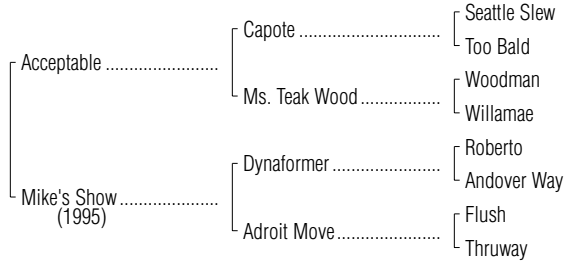 Seattle Slew
Capote
Too Bald
Acceptable
Woodman
Ms. Teak Wood
Willamae
Roberto
Dynaformer
Andover Way
Mike's Show
(1995)
Flush
Adroit Move
Thruway